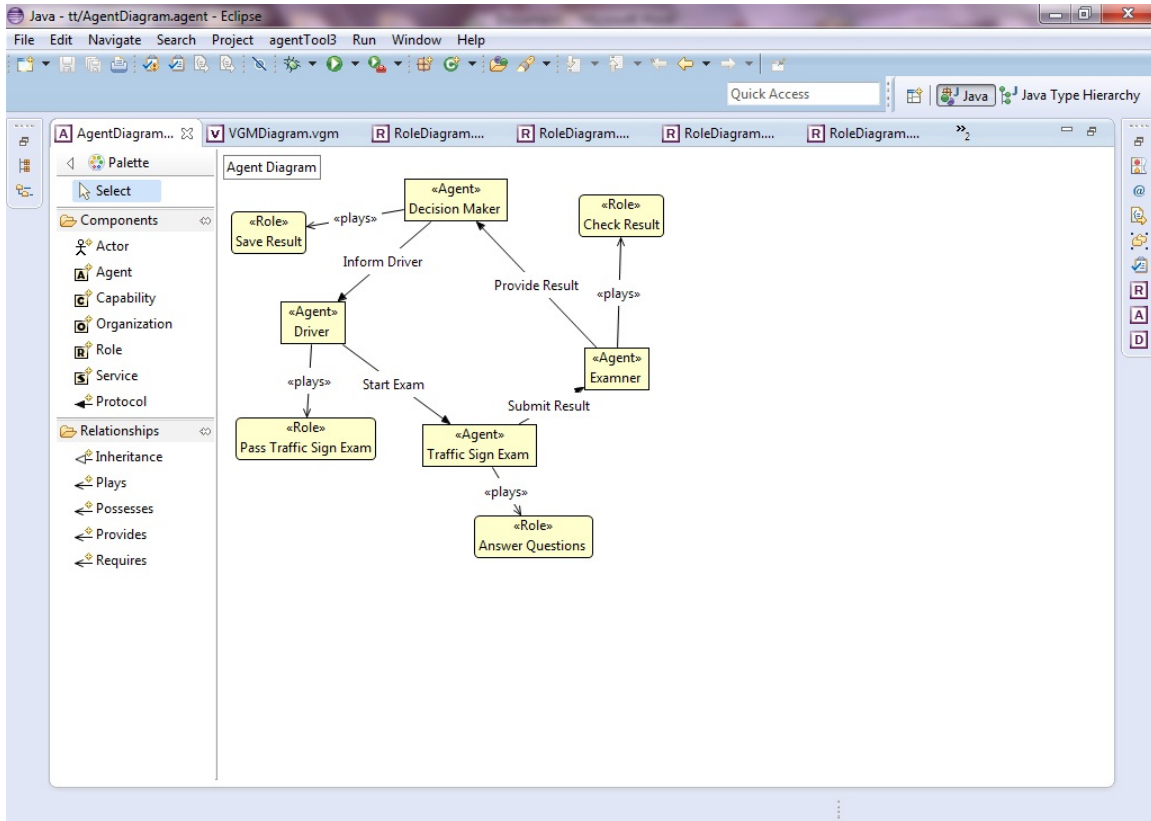 Java - tt/AgentDiagram.agent - Eclipse
File Edit Navigate Search Project agentTool3 Run Window Help
Quick Access
Java
Java Type Hierarchy
AgentDiagram...
VGMDiagram.vgm
RoleDiagram....
RoleDiagram....
RoleDiagram....
RoleDiagram....
»2
Palette
Select
Components
Actor
Agent
Capability
Organization
Role
Service
Protocol
Relationships
Inheritance
Plays
Possesses
Provides
Requires
Agent Diagram
«Agent»
Decision Maker
«Role»
Save Result
«plays»
«Role»
Check Result
Inform Driver
Provide Result
«plays»
«Agent»
Driver
«Agent»
Examner
«plays»
Start Exam
Submit Result
«Role»
Pass Traffic Sign Exam
«Agent»
Traffic Sign Exam
«plays»
«Role»
Answer Questions